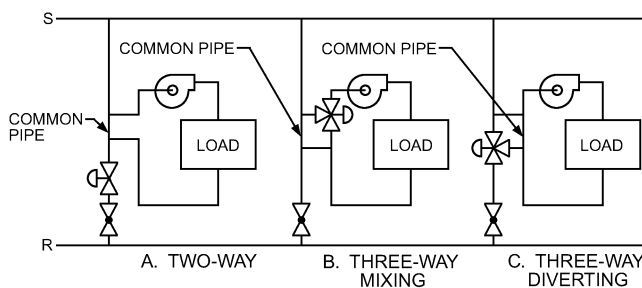 S
COMMON PIPE
COMMON PIPE
COMMON
PIPE
LOAD
LOAD
LOAD
R
A. TWO-WAY
B. THREE-WAY
MIXING
C. THREE-WAY
DIVERTING